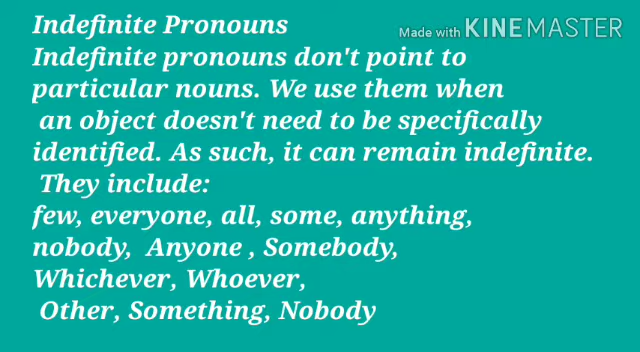 Indefinite Pronouns
Made with KINEMASTER
Indefinite pronouns don't point to
particular nouns. We use them when
an object doesn't need to be specifically
identified. As such, it can remain indefinite.
They include:
few, everyone, all, some, anything,
nobody, Anyone , Somebody,
Whichever, Whoever,
Other, Something, Nobody